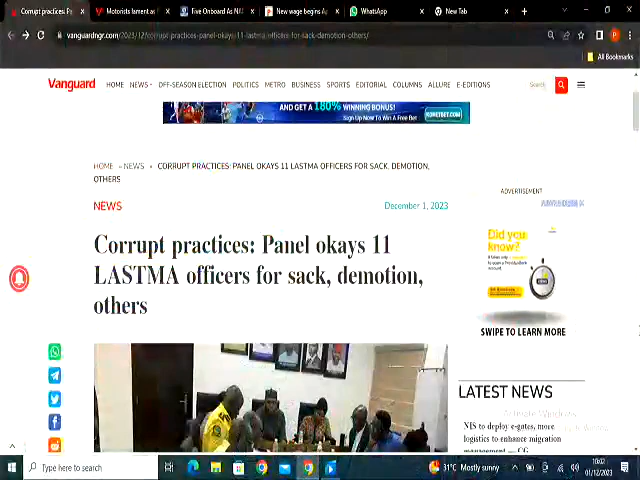 Corrupt practices: Pa
Motorists lament as
Five Onboard As NA
New wage begins A
WhatsApp
New Tab
vanguardngr.com/2023/12/corrupt-practices-panel-okays-11-lastma-officers-for-sack-demotion-others/
All Bookmarks
Vanguard
HOME NEWS OFF-SEASON ELECTION POLITICS METRO BUSINESS SPORTS EDITORIAL COLUMNS ALLURE E-EDITIONS
Search
AND GET A 180% WINNING BONUS!
Sign Up Now To Win A Free Bet
HOME » NEWS » CORRUPT PRACTICES: PANEL OKAYS 11 LASTMA OFFICERS FOR SACK, DEMOTION,
OTHERS
ADVERTISEMENT
NEWS
December 1, 2023
Corrupt practices: Panel okays 11
LASTMA officers for sack, demotion,
others
Did you
know?
SWIPE TO LEARN MORE
LATEST NEWS
Activate Windows
NIS to deploy e-gates, more
logistics to enhance migration
management — CG
Type here to search
31°C Mostly sunny
10:02
01/12/2023